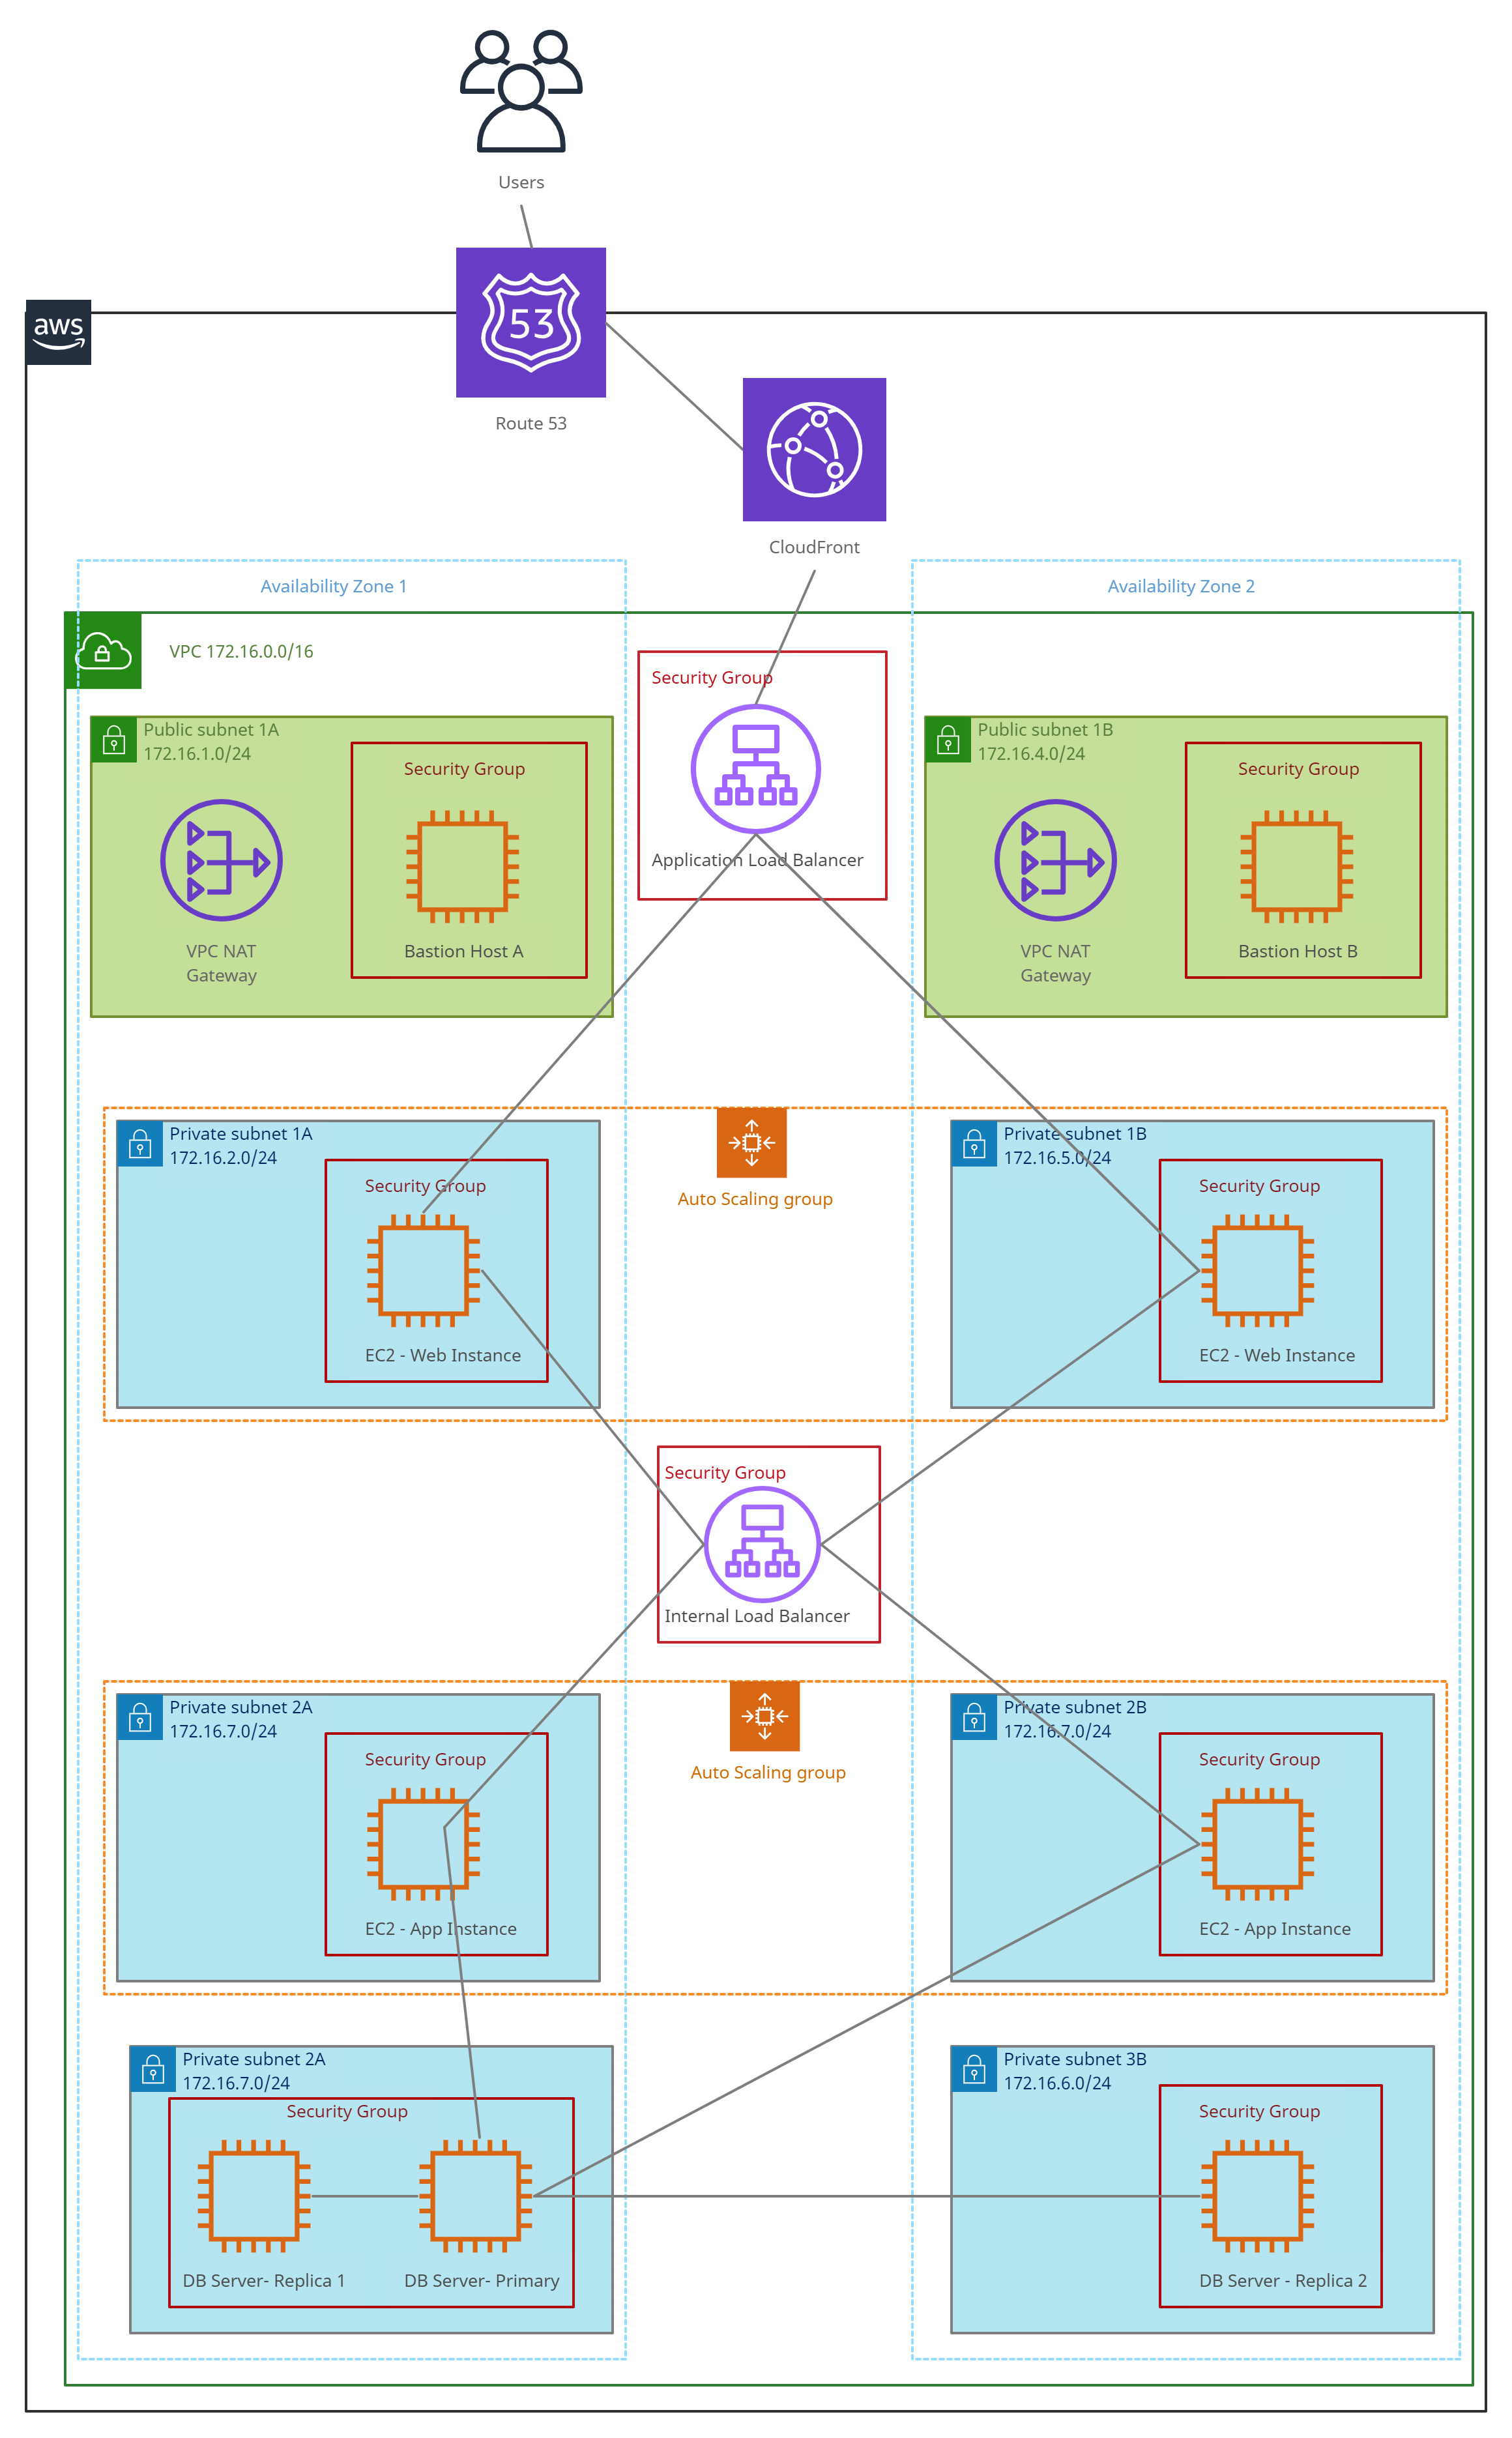 Users
53
aws
Route 53
CloudFront
Availability Zone 1
Availability Zone 2
VPC 172.16.0.0/16
Security Group
Public subnet 1A
172.16.1.0/24
Public subnet 1B
172.16.4.0/24
Security Group
Security Group
Application Load Balancer
VPC NAT
Gateway
Bastion Host A
VPC NAT
Gateway
Bastion Host B
Private subnet 1A
172.16.2.0/24
Private subnet 1B
172.16.5.0/24
Security Group
Auto Scaling group
Security Group
EC2 - Web Instance
EC2 - Web Instance
Security Group
Internal Load Balancer
Private subnet 2A
172.16.7.0/24
Private subnet 2B
172.16.7.0/24
Security Group
Auto Scaling group
Security Group
EC2 - App Instance
EC2 - App Instance
Private subnet 2A
172.16.7.0/24
Private subnet 3B
172.16.6.0/24
Security Group
Security Group
DB Server- Replica 1
DB Server- Primary
DB Server - Replica 2